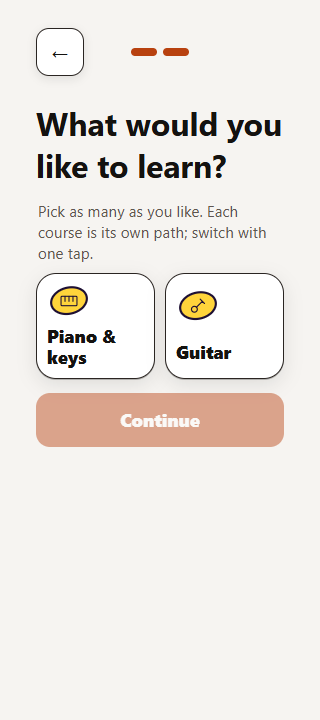 ←
What would you
like to learn?
Pick as many as you like. Each
course is its own path; switch with
one tap.
Piano &
keys
Guitar
Continue